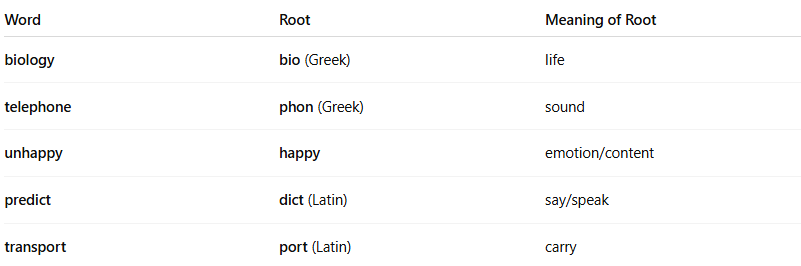 Word Root Meaning of Root
biology bio (Greek) life
telephone phon (Greek) sound
unhappy happy emotion/content
predict dict (Latin) say/speak
transport port (Latin) carry